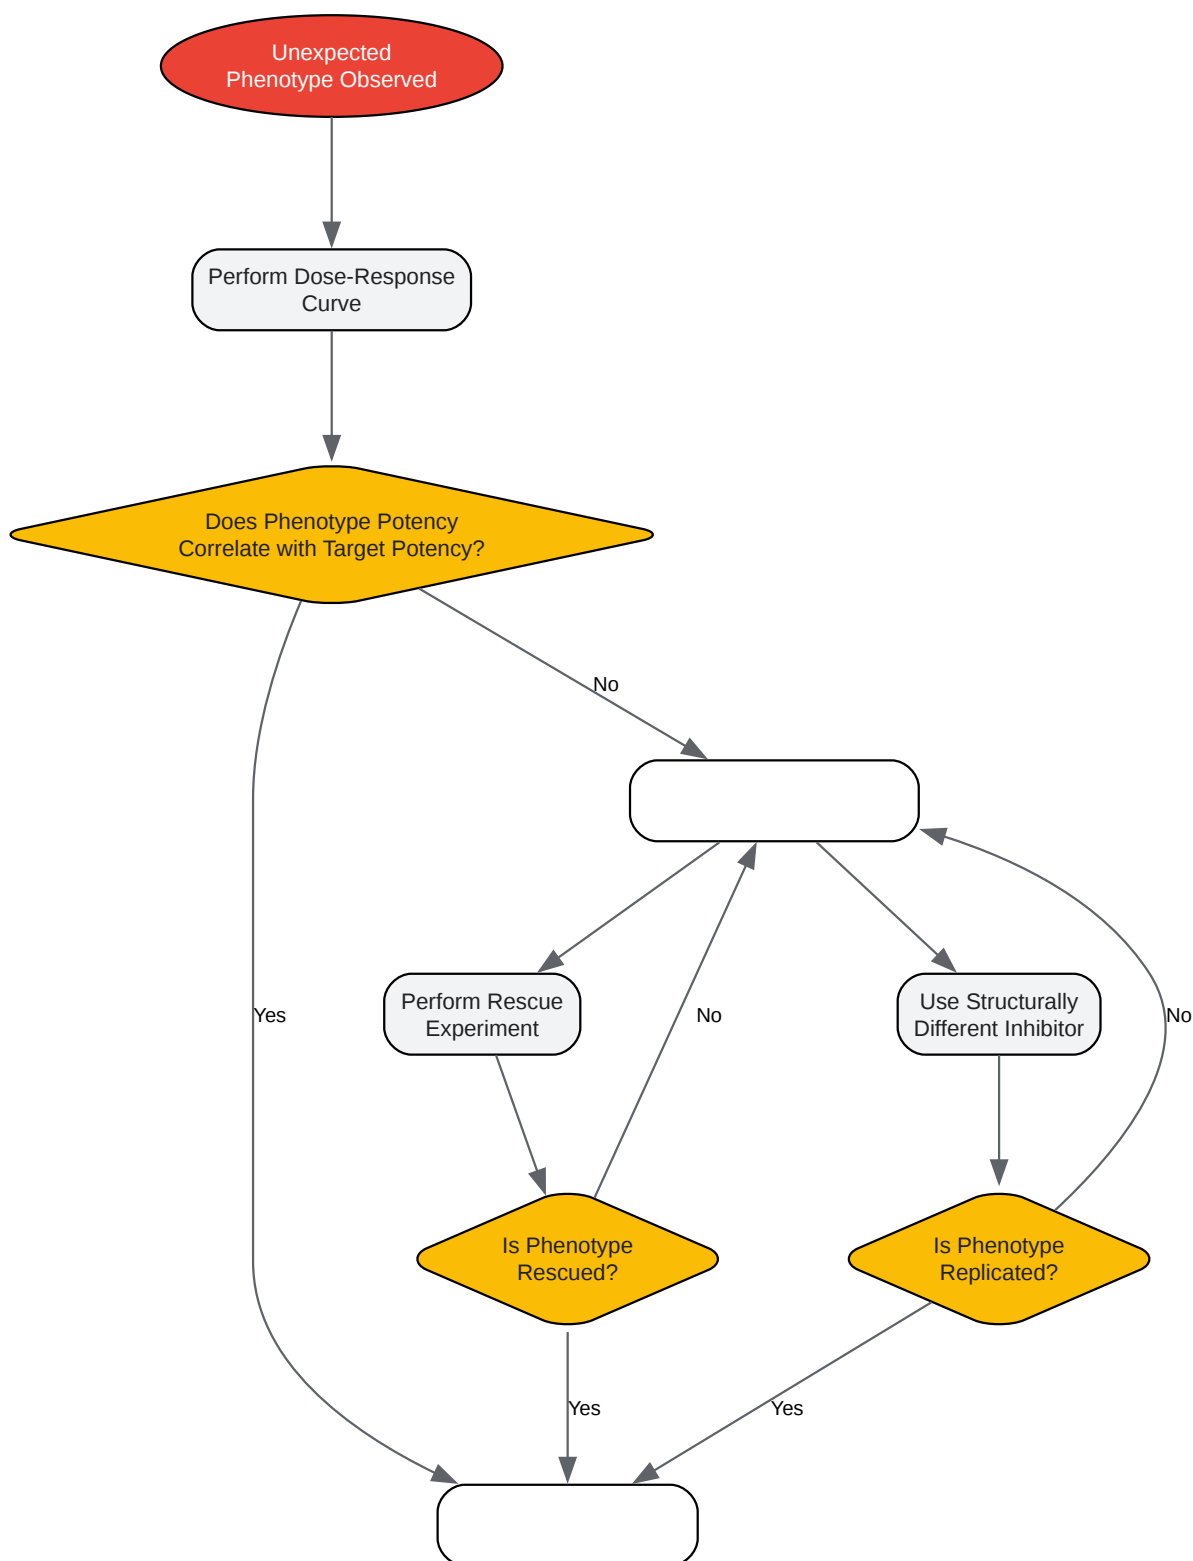 Unexpected
Phenotype Observed
Perform Dose-Response
Curve
Does Phenotype Potency
Correlate with Target Potency?
No
Yes
Perform Rescue
Experiment
No
Use Structurally
Different Inhibitor
No
Is Phenotype
Rescued?
Is Phenotype
Replicated?
Yes
Yes